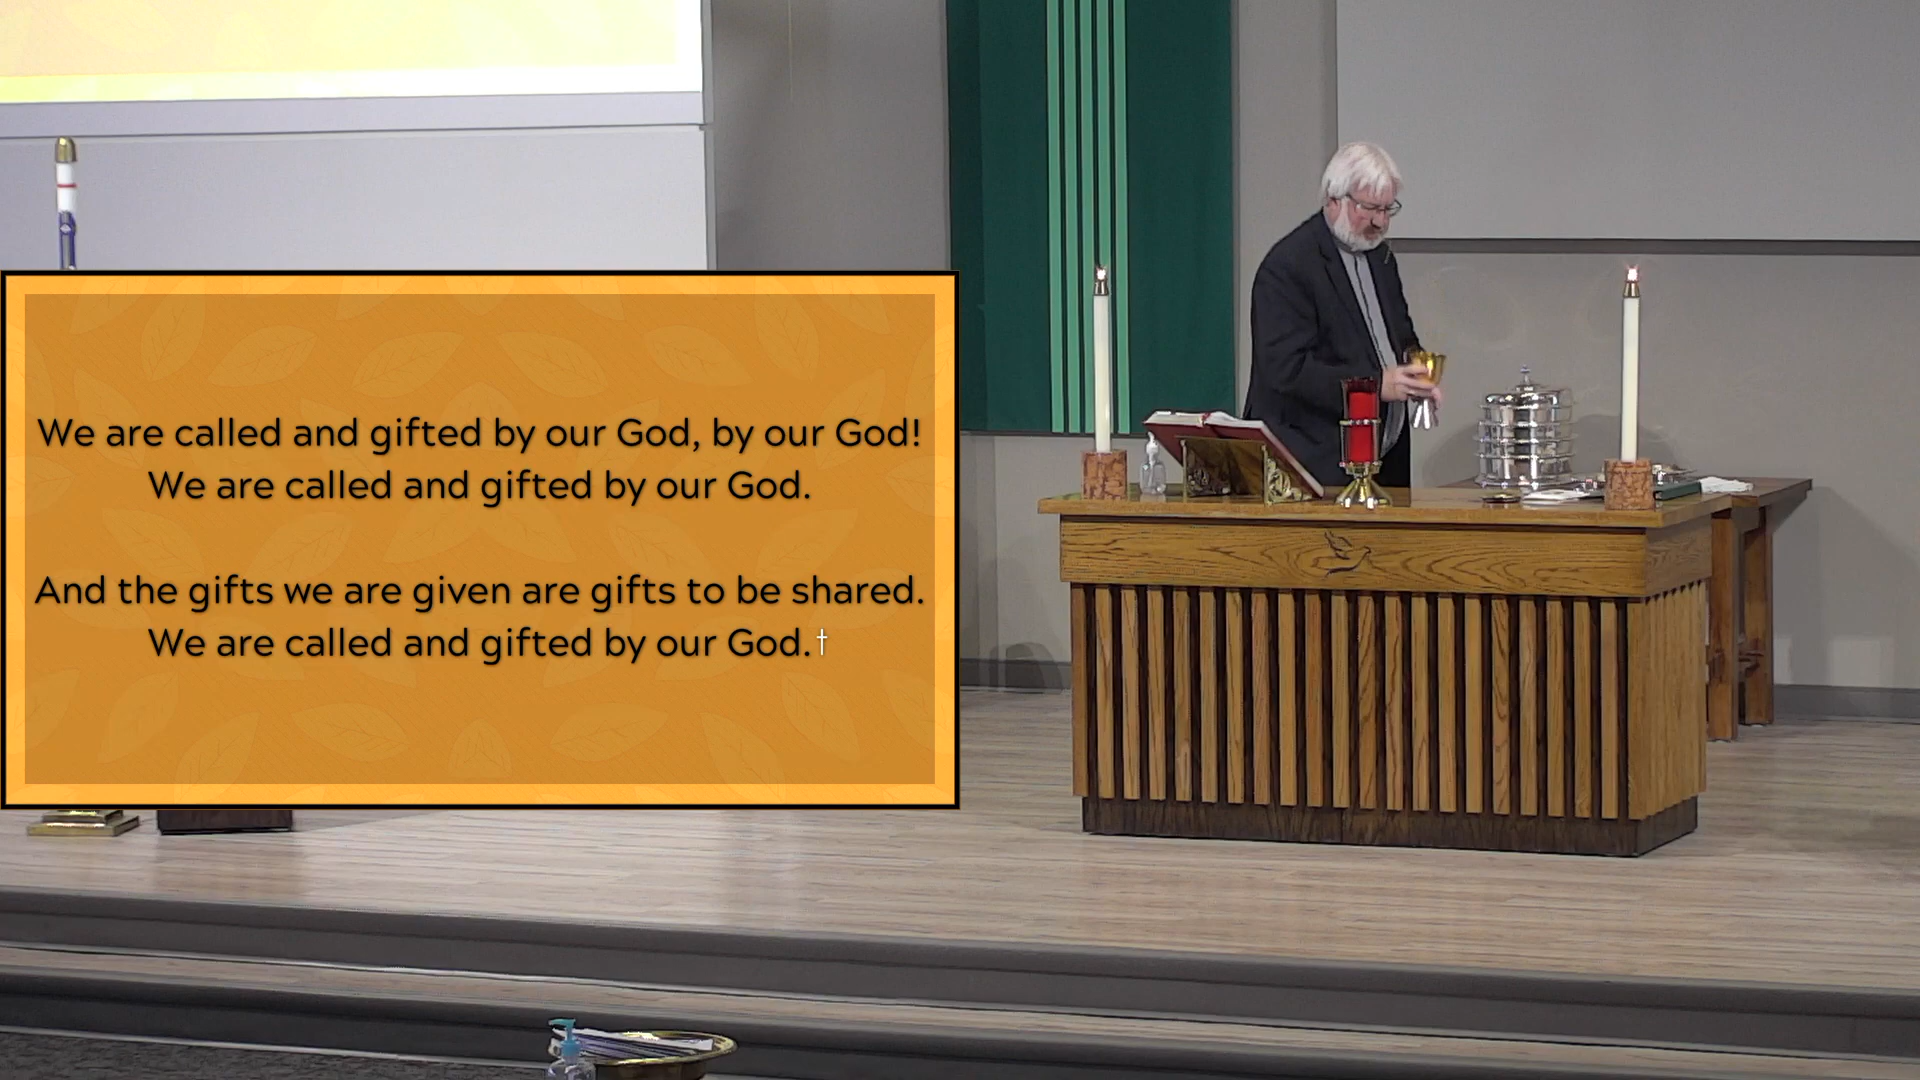 We are called and gifted by our God, by our God!
We are called and gifted by our God.
And the gifts we are given are gifts to be shared.
We are called and gifted by our God.†